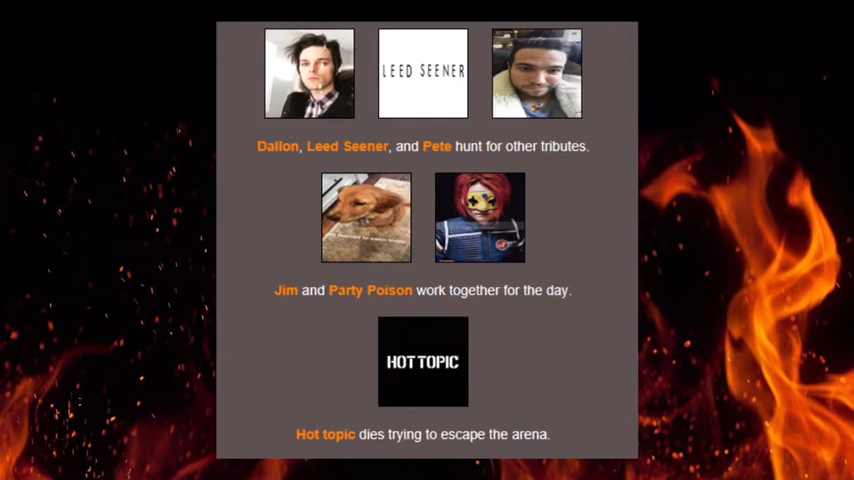 LEED SEENER
Dallon, Leed Seener, and Pete hunt for other tributes.
Jim and Party Poison work together for the day.
HOT TOPIC
Hot topic dies trying to escape the arena.